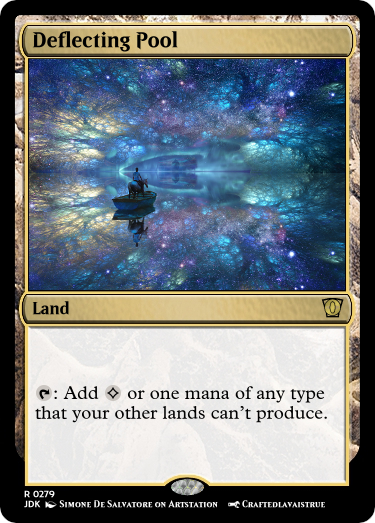 Deflecting Pool
Land
: Add or one mana of any type
that your other lands can't produce.
R 0279
JDK Simone De Salvatore on Artstation Craftedlavaistrue